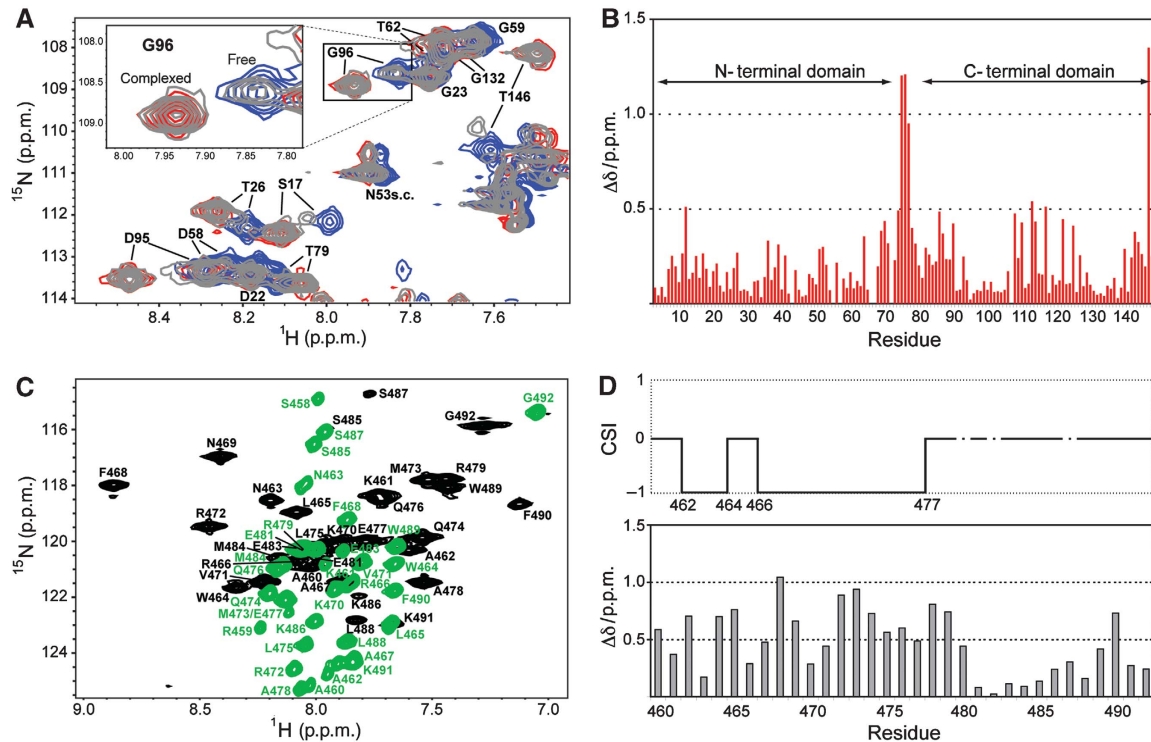 A
108
110
111
112
113
114
¹⁵N (p.p.m.)
8.4
8.2
8.0
7.8
7.6
¹H (p.p.m.)
108.0
108.5
109.0
8.00
7.95
7.90
7.85
7.80
G96
Free
Complexed
T62
G59
G96
G132
G23
T146
N53s.c.
T26
S17
D95
D58
T79
D22
B
1.5
1.0
0.5
0.0
Δδ/p.p.m.
N- terminal domain
C- terminal domain
10 20 30 40 50 60 70 80 90 100 110 120 130 140
Residue
C
116
118
120
122
124
¹⁵N (p.p.m.)
9.0
8.5
8.0
7.5
7.0
¹H (p.p.m.)
S487
G492
G492
S458
S485
S487
S485
N469
F468
N463
N463
L465
K461
M473
R479
W489
Q476
F490
R472
F468
R479
E481
L475
K470
E477
Q474
W489
M484
E483
E483
A462
M484
R466
E481
W464
Q476
V471
A460
V471
A467
R466
A478
W464
Q474
K470
K486
F490
M473/E477
R459
K486
L488
K491
L465
L475
L488
A467
R472
K491
A462
A478
A460
D
1
0
−1
CSI
462
464
466
477
1.5
1.0
0.5
Δδ/p.p.m.
460 465 470 475 480 485 490
Residue